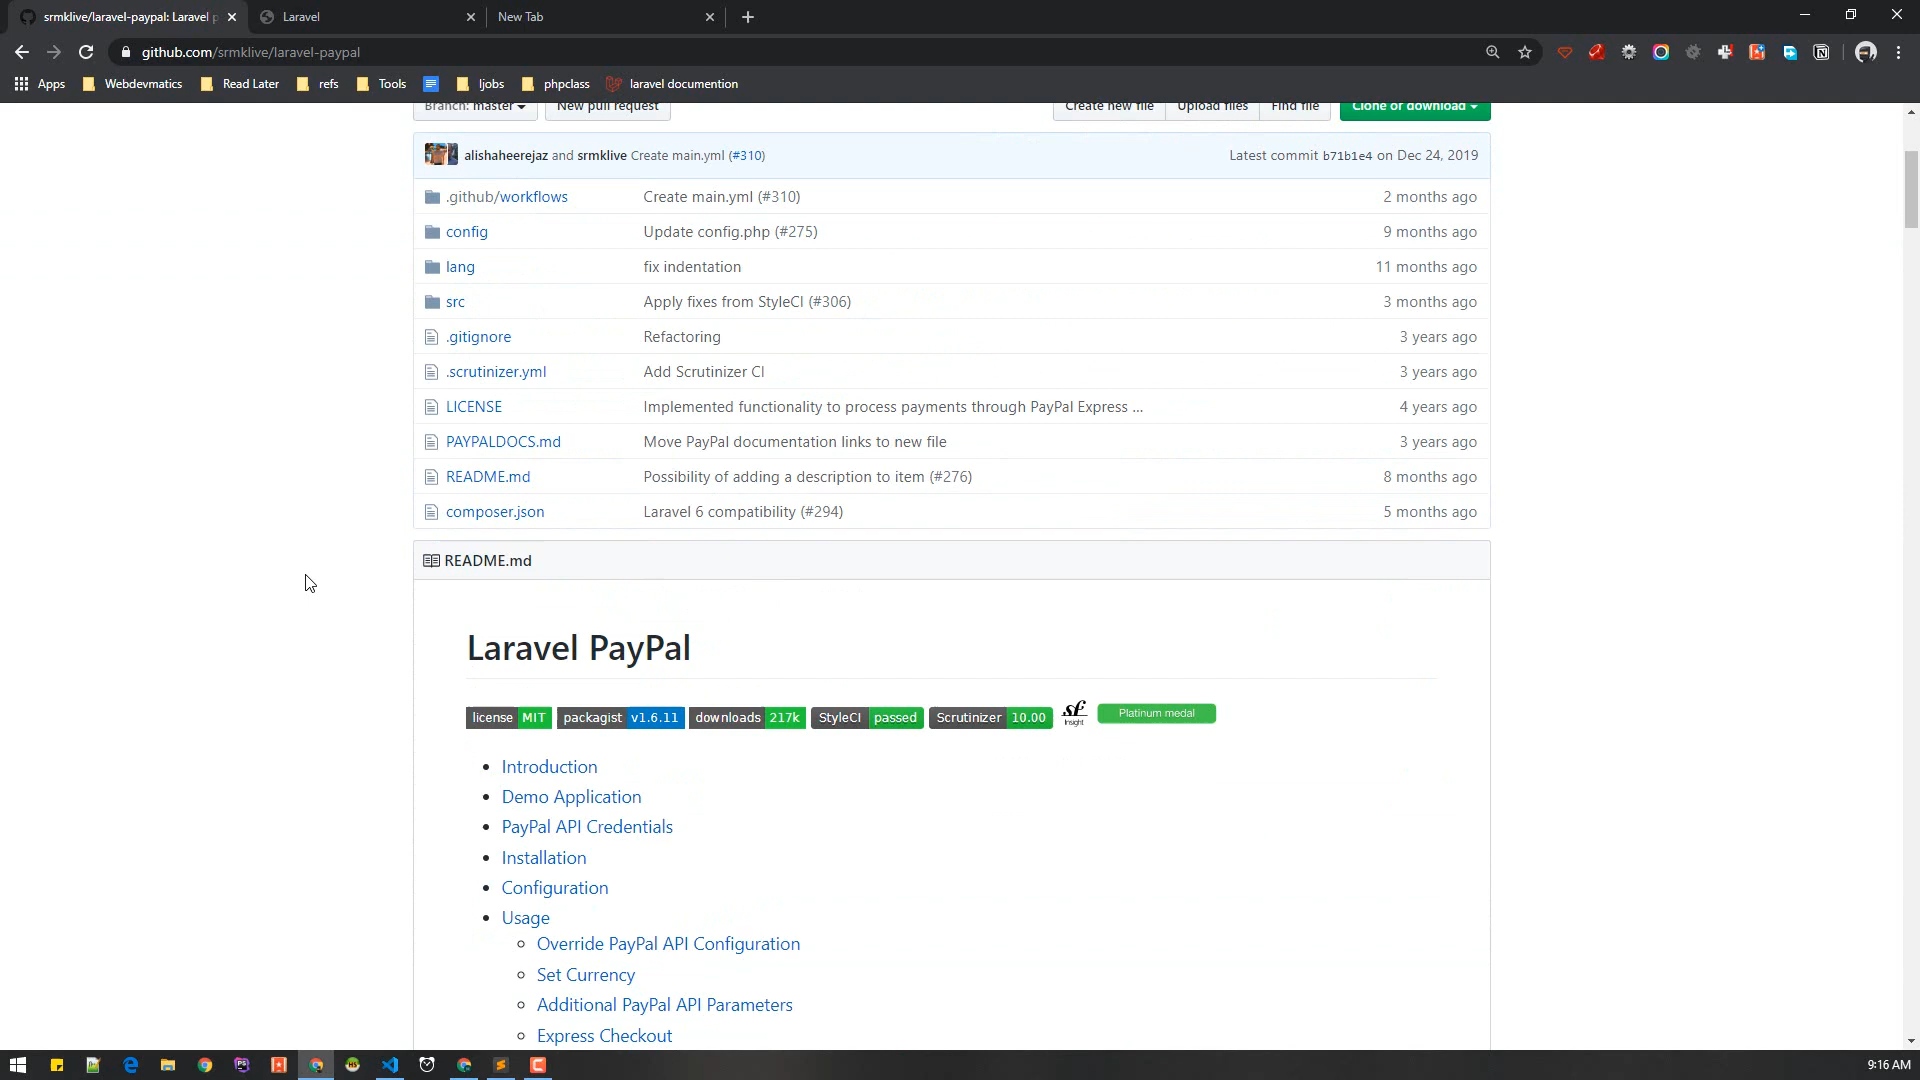 srmklive/laravel-paypal: Laravel p
Laravel
New Tab
github.com/srmklive/laravel-paypal
Apps
Webdevmatics
Read Later
refs
Tools
ljobs
phpclass
laravel documention
Branch: master
New pull request
Create new file
Upload files
Find file
Clone or download
alishaheerejaz and srmklive Create main.yml (#310)
Latest commit b71b1e4 on Dec 24, 2019
.github/workflows
Create main.yml (#310)
2 months ago
config
Update config.php (#275)
9 months ago
lang
fix indentation
11 months ago
src
Apply fixes from StyleCI (#306)
3 months ago
.gitignore
Refactoring
3 years ago
.scrutinizer.yml
Add Scrutinizer CI
3 years ago
LICENSE
Implemented functionality to process payments through PayPal Express ...
4 years ago
PAYPALDOCS.md
Move PayPal documentation links to new file
3 years ago
README.md
Possibility of adding a description to item (#276)
8 months ago
composer.json
Laravel 6 compatibility (#294)
5 months ago
README.md
Laravel PayPal
license MIT
packagist v1.6.11
downloads 217k
StyleCI passed
Scrutinizer 10.00
sf
Insight
Platinum medal
Introduction
Demo Application
PayPal API Credentials
Installation
Configuration
Usage
Override PayPal API Configuration
Set Currency
Additional PayPal API Parameters
Express Checkout
9:16 AM